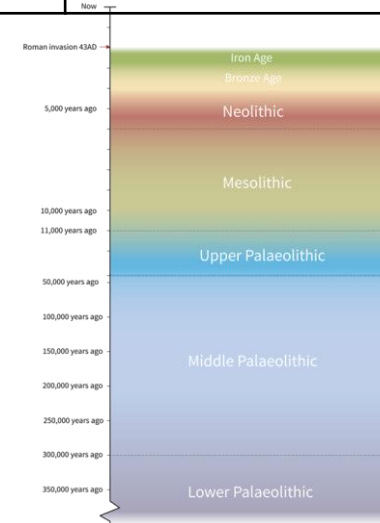 Now
Roman invasion 43AD
Iron Age
Bronze Age
5,000 years ago
Neolithic
Mesolithic
10,000 years ago
11,000 years ago
Upper Palaeolithic
50,000 years ago
100,000 years ago
150,000 years ago
Middle Palaeolithic
200,000 years ago
250,000 years ago
300,000 years ago
350,000 years ago
Lower Palaeolithic